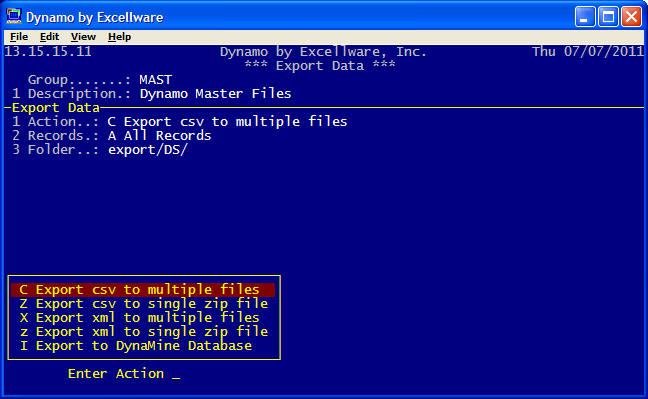 Dynamo by Excellware
File Edit View Help
13.15.15.11 Dynamo by Excellware, Inc. Thu 07/07/2011
*** Export Data ***
Group.......: MAST
1 Description.: Dynamo Master Files
Export Data
1 Action..: C Export csv to multiple files
2 Records.: A All Records
3 Folder..: export/DS/
C Export csv to multiple files
Z Export csv to single zip file
X Export xml to multiple files
z Export xml to single zip file
I Export to DynaMine Database
Enter Action _